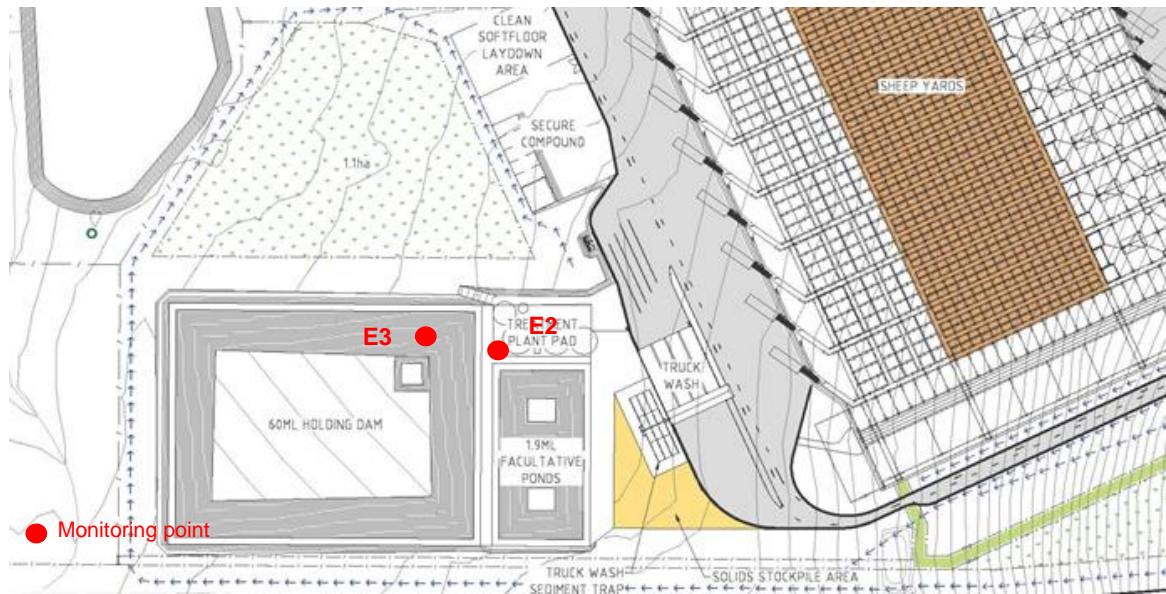 CLEAN
SOFTFLOOR
LAYDOWN
AREA
SHEEP YARDS
SECURE
COMPOUND
1.1ha
E3
E2
TREATMENT
PLANT PAD
TRUCK
WASH
60ML HOLDING DAM
1.9ML
FACULTATIVE
PONDS
Monitoring point
TRUCK WASH
SEDIMENT TRAP
SOLIDS STOCKPILE AREA